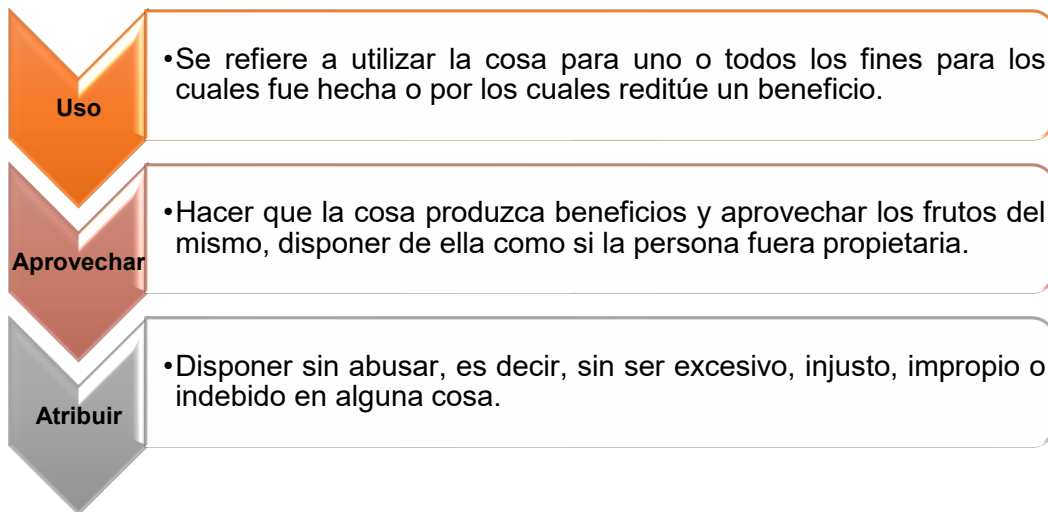 Uso
•Se refiere a utilizar la cosa para uno o todos los fines para los
cuales fue hecha o por los cuales reditúe un beneficio.
Aprovechar
•Hacer que la cosa produzca beneficios y aprovechar los frutos del
mismo, disponer de ella como si la persona fuera propietaria.
Atribuir
•Disponer sin abusar, es decir, sin ser excesivo, injusto, impropio o
indebido en alguna cosa.